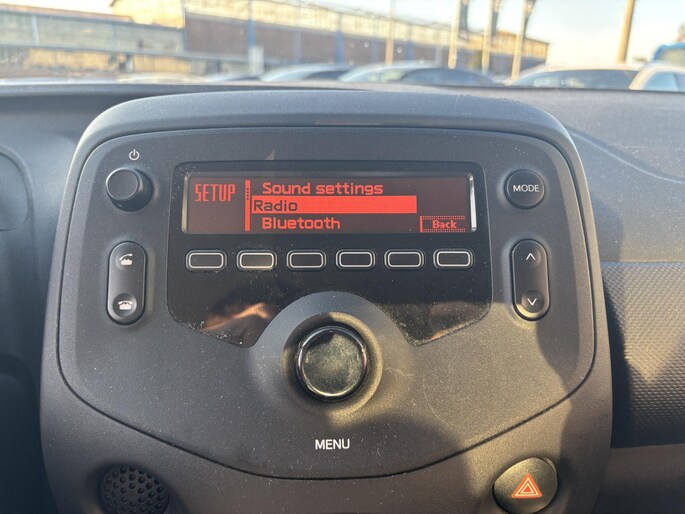 SETUP
Sound settings
Radio
Bluetooth
Back
MODE
MENU